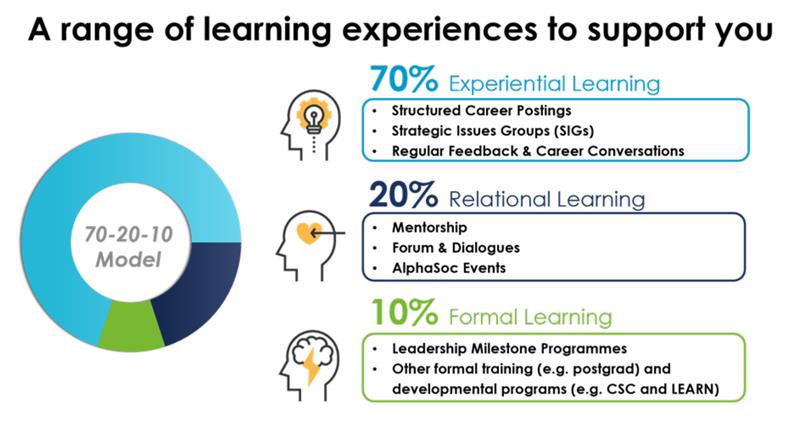 A range of learning experiences to support you
70-20-10
Model
70% Experiential Learning
• Structured Career Postings
• Strategic Issues Groups (SIGs)
• Regular Feedback & Career Conversations
20% Relational Learning
• Mentorship
• Forum & Dialogues
• AlphaSoc Events
10% Formal Learning
• Leadership Milestone Programmes
• Other formal training (e.g. postgrad) and
developmental programs (e.g. CSC and LEARN)